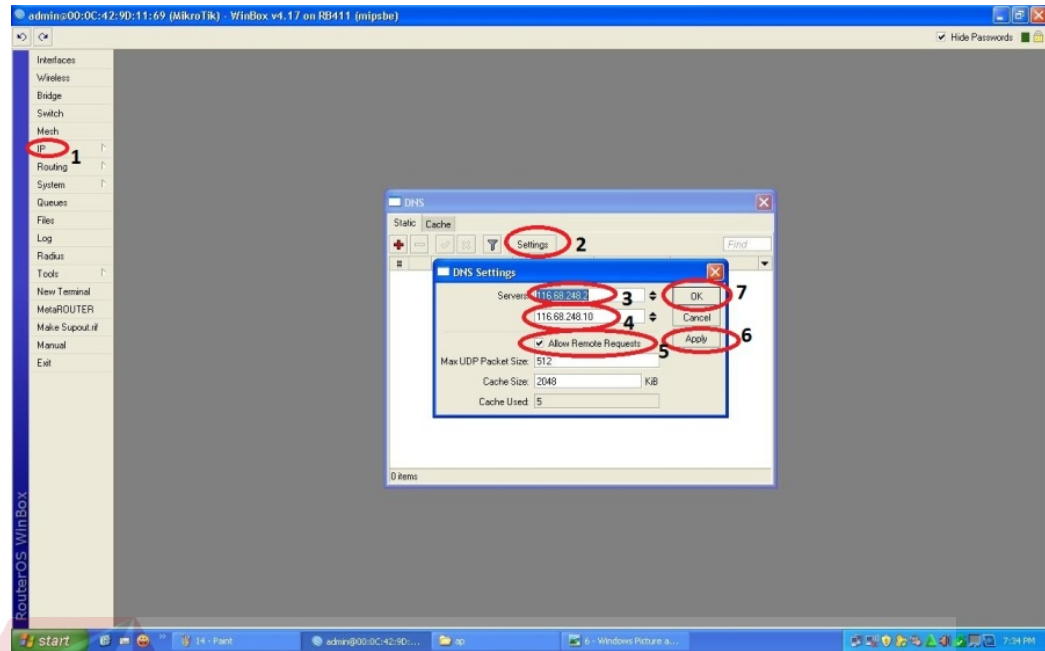 admin@00:0C:42:9D:11:69 (MikroTik) - WinBox v4.17 on RB411 (mipsbe)
Hide Passwords
Interfaces
Wireless
Bridge
Switch
Mesh
IP
1
Routing
System
Queues
Files
Log
Radius
Tools
New Terminal
MetaROUTER
Make Supout.rif
Manual
Exit
RouterOS WinBox
DNS
Static Cache
Settings 2 Find
#
DNS Settings
Servers: 116.68.248.2 3 OK 7
116.68.248.10 4 Cancel
Allow Remote Requests 5 Apply 6
Max UDP Packet Size: 512
Cache Size: 2048 KiB
Cache Used: 5
0 items
start 14 - Paint admin@00:0C:42:9D:... ap 6 - Windows Picture a... 7:34 PM